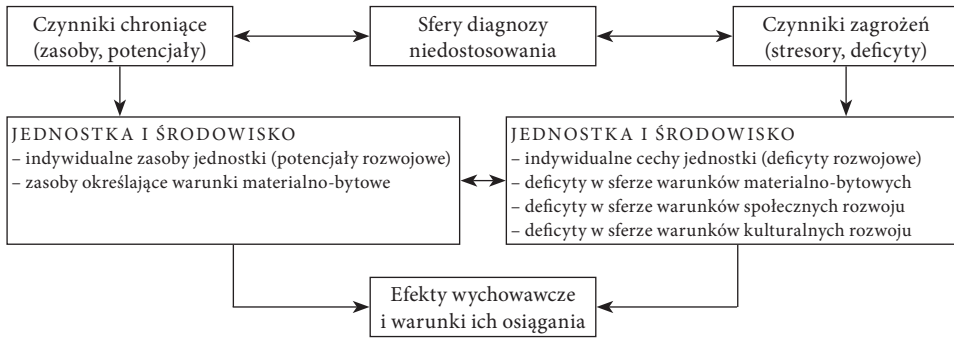 Czynniki chroniące
(zasoby, potencjały)
Sfery diagnozy
niedostosowania
Czynniki zagrożeń
(stresory, deficyty)
JEDNOSTKA I ŚRODOWISKO
– indywidualne zasoby jednostki (potencjały rozwojowe)
– zasoby określające warunki materialno-bytowe
JEDNOSTKA I ŚRODOWISKO
– indywidualne cechy jednostki (deficyty rozwojowe)
– deficyty w sferze warunków materialno-bytowych
– deficyty w sferze warunków społecznych rozwoju
– deficyty w sferze warunków kulturalnych rozwoju
Efekty wychowawcze
i warunki ich osiągania